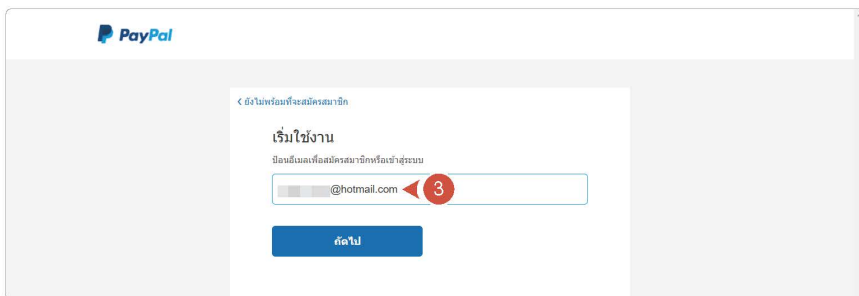 PayPal
ยังไม่พร้อมที่จะสมัครสมาชิก
เริ่มใช้งาน
ป้อนอีเมลเพื่อสมัครสมาชิกหรือเข้าสู่ระบบ
@hotmail.com 3
ถัดไป